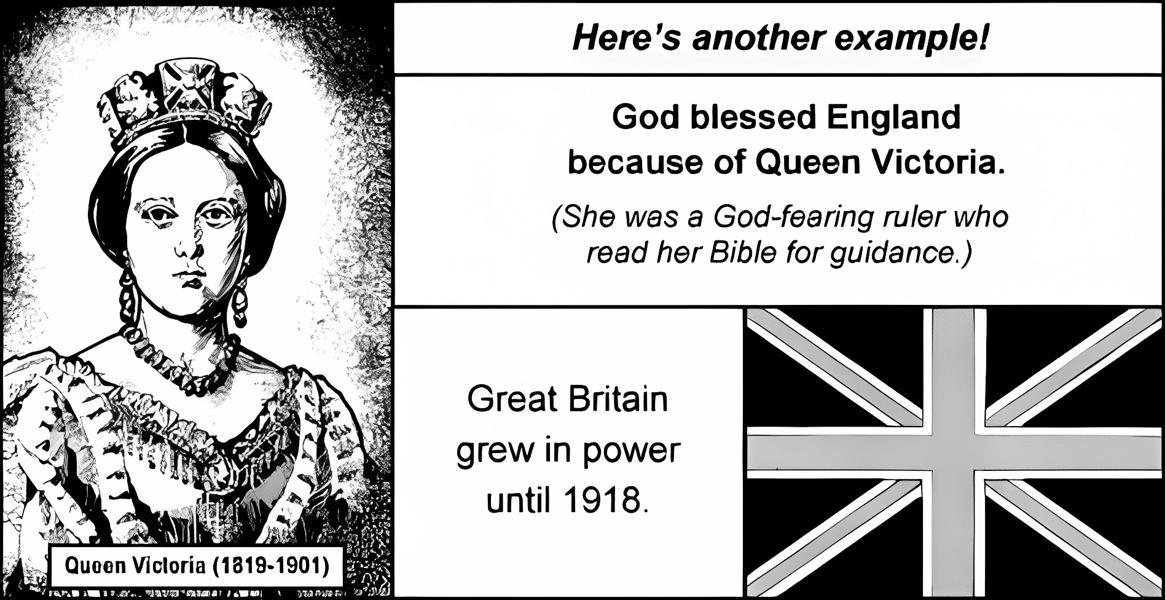 Here's another example!
God blessed England
because of Queen Victoria.
(She was a God-fearing ruler who
read her Bible for guidance.)
Great Britain
grew in power
until 1918.
Queen Victoria (1819-1901)